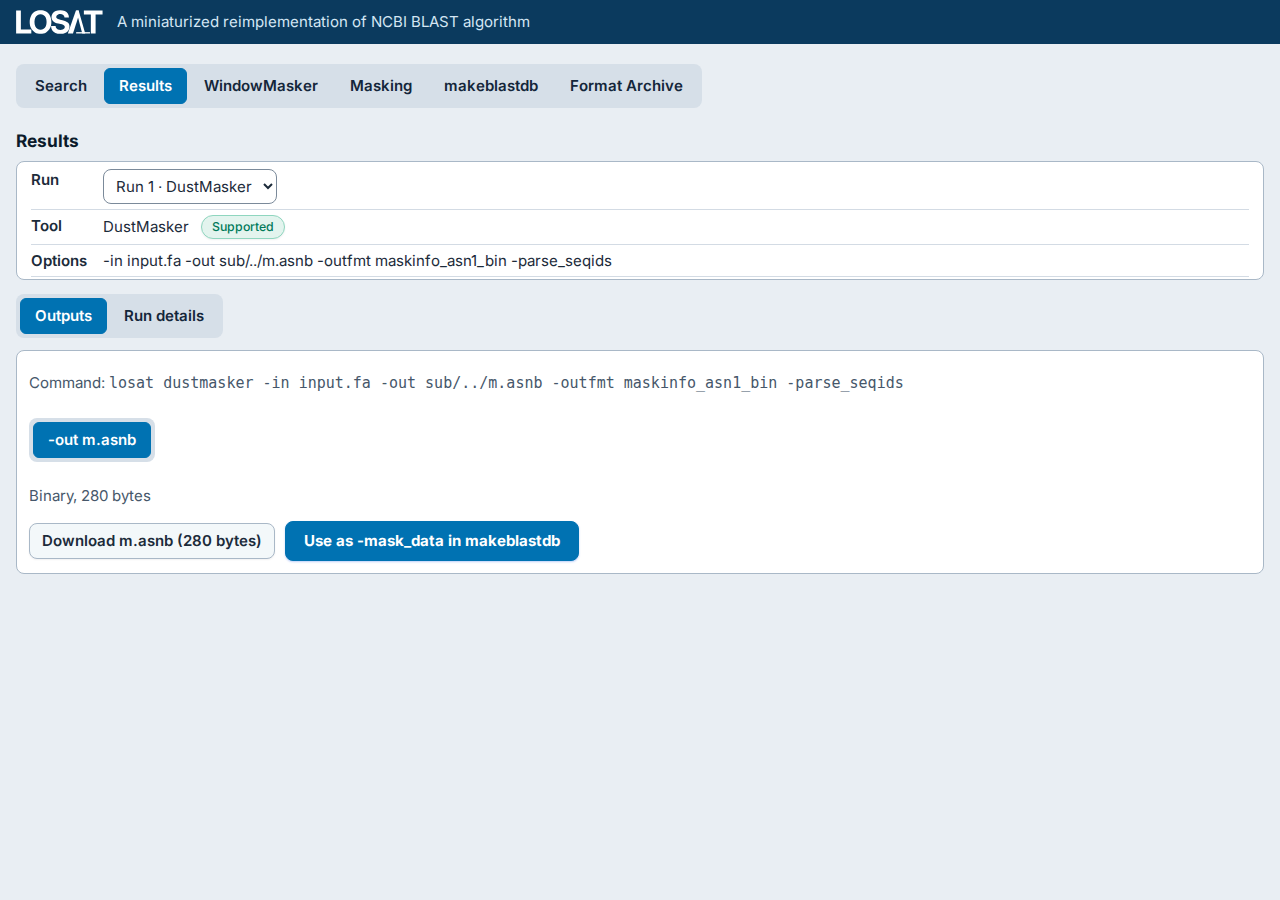 LOSAT A miniaturized reimplementation of NCBI BLAST algorithm
Search Results WindowMasker Masking makeblastdb Format Archive
Results
Run Run 1 · DustMasker
Tool DustMasker Supported
Options -in input.fa -out sub/../m.asnb -outfmt maskinfo_asn1_bin -parse_seqids
Outputs Run details
Command: losat dustmasker -in input.fa -out sub/../m.asnb -outfmt maskinfo_asn1_bin -parse_seqids
-out m.asnb
Binary, 280 bytes
Download m.asnb (280 bytes) Use as -mask_data in makeblastdb